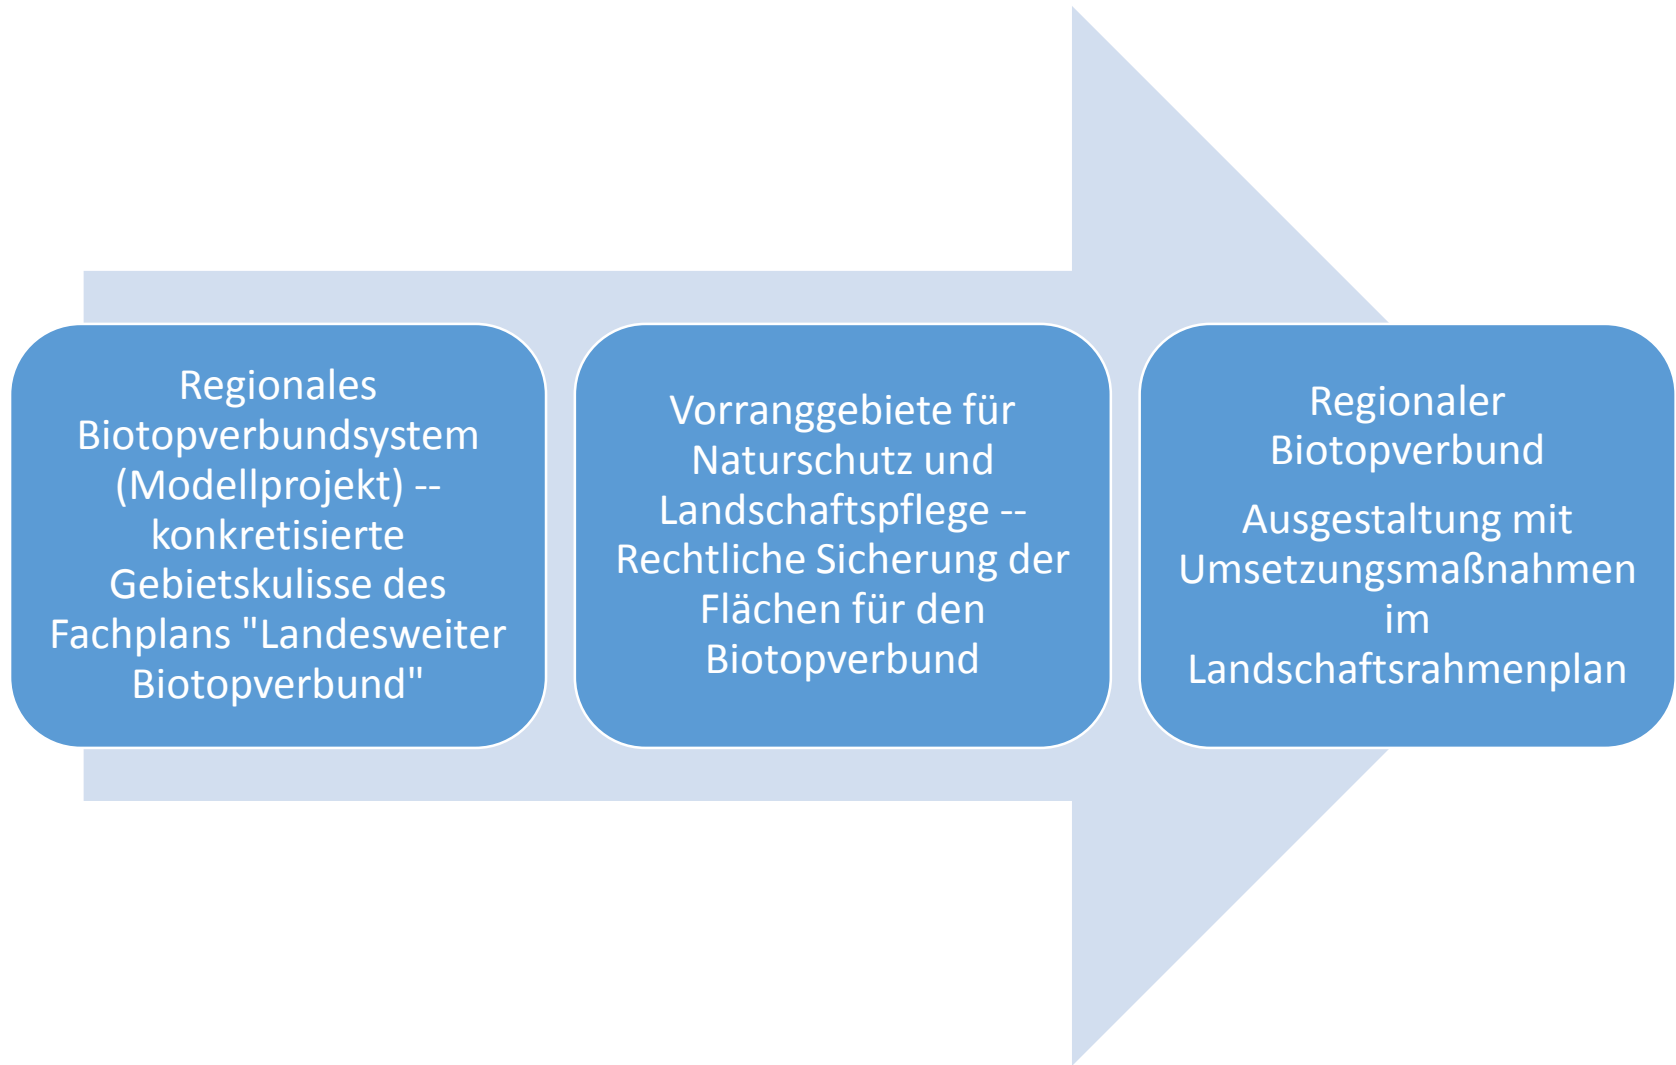 Regionales
Biotopverbundsystem
(Modellprojekt) --
konkretisierte
Gebietskulisse des
Fachplans "Landesweiter
Biotopverbund"
Vorranggebiete für
Naturschutz und
Landschaftspflege --
Rechtliche Sicherung der
Flächen für den
Biotopverbund
Regionaler
Biotopverbund
Ausgestaltung mit
Umsetzungsmaßnahmen
im
Landschaftsrahmenplan